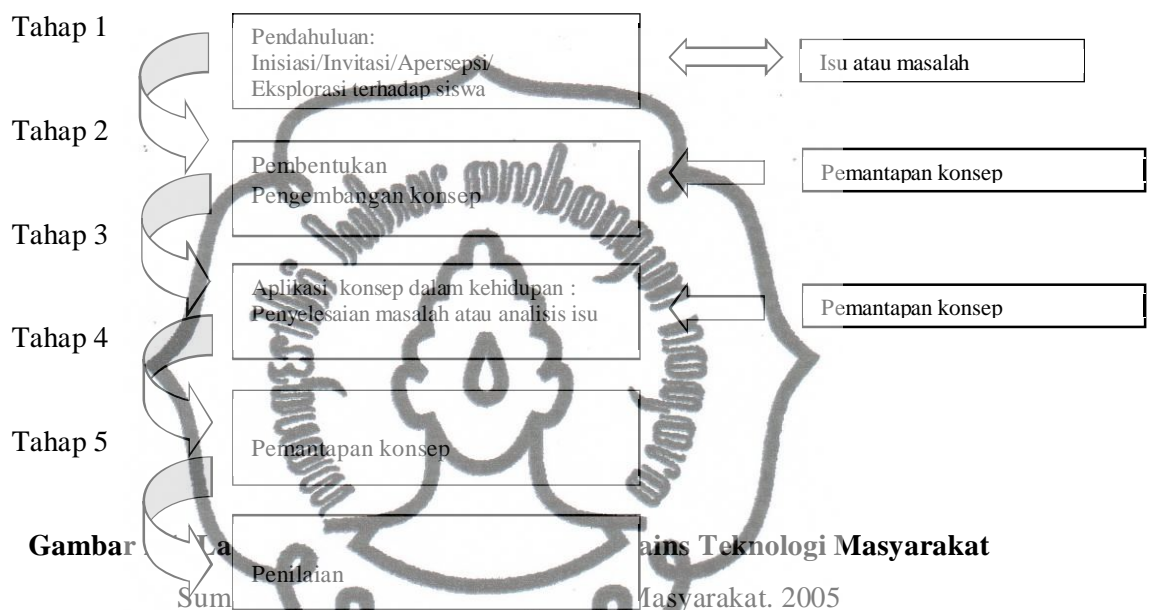 Tahap 1
Pendahuluan:
Inisiasi/Invitasi/Apersepsi/
Eksplorasi terhadap siswa
Isu atau masalah
Tahap 2
Pembentukan
Pengembangan konsep
Pemantapan konsep
Tahap 3
Aplikasi konsep dalam kehidupan :
Penyelesaian masalah atau analisis isu
Pemantapan konsep
Tahap 4
Pemantapan konsep
Tahap 5
Penilaian
Gambar Teknologi Masyarakat
Masyarakat. 2005